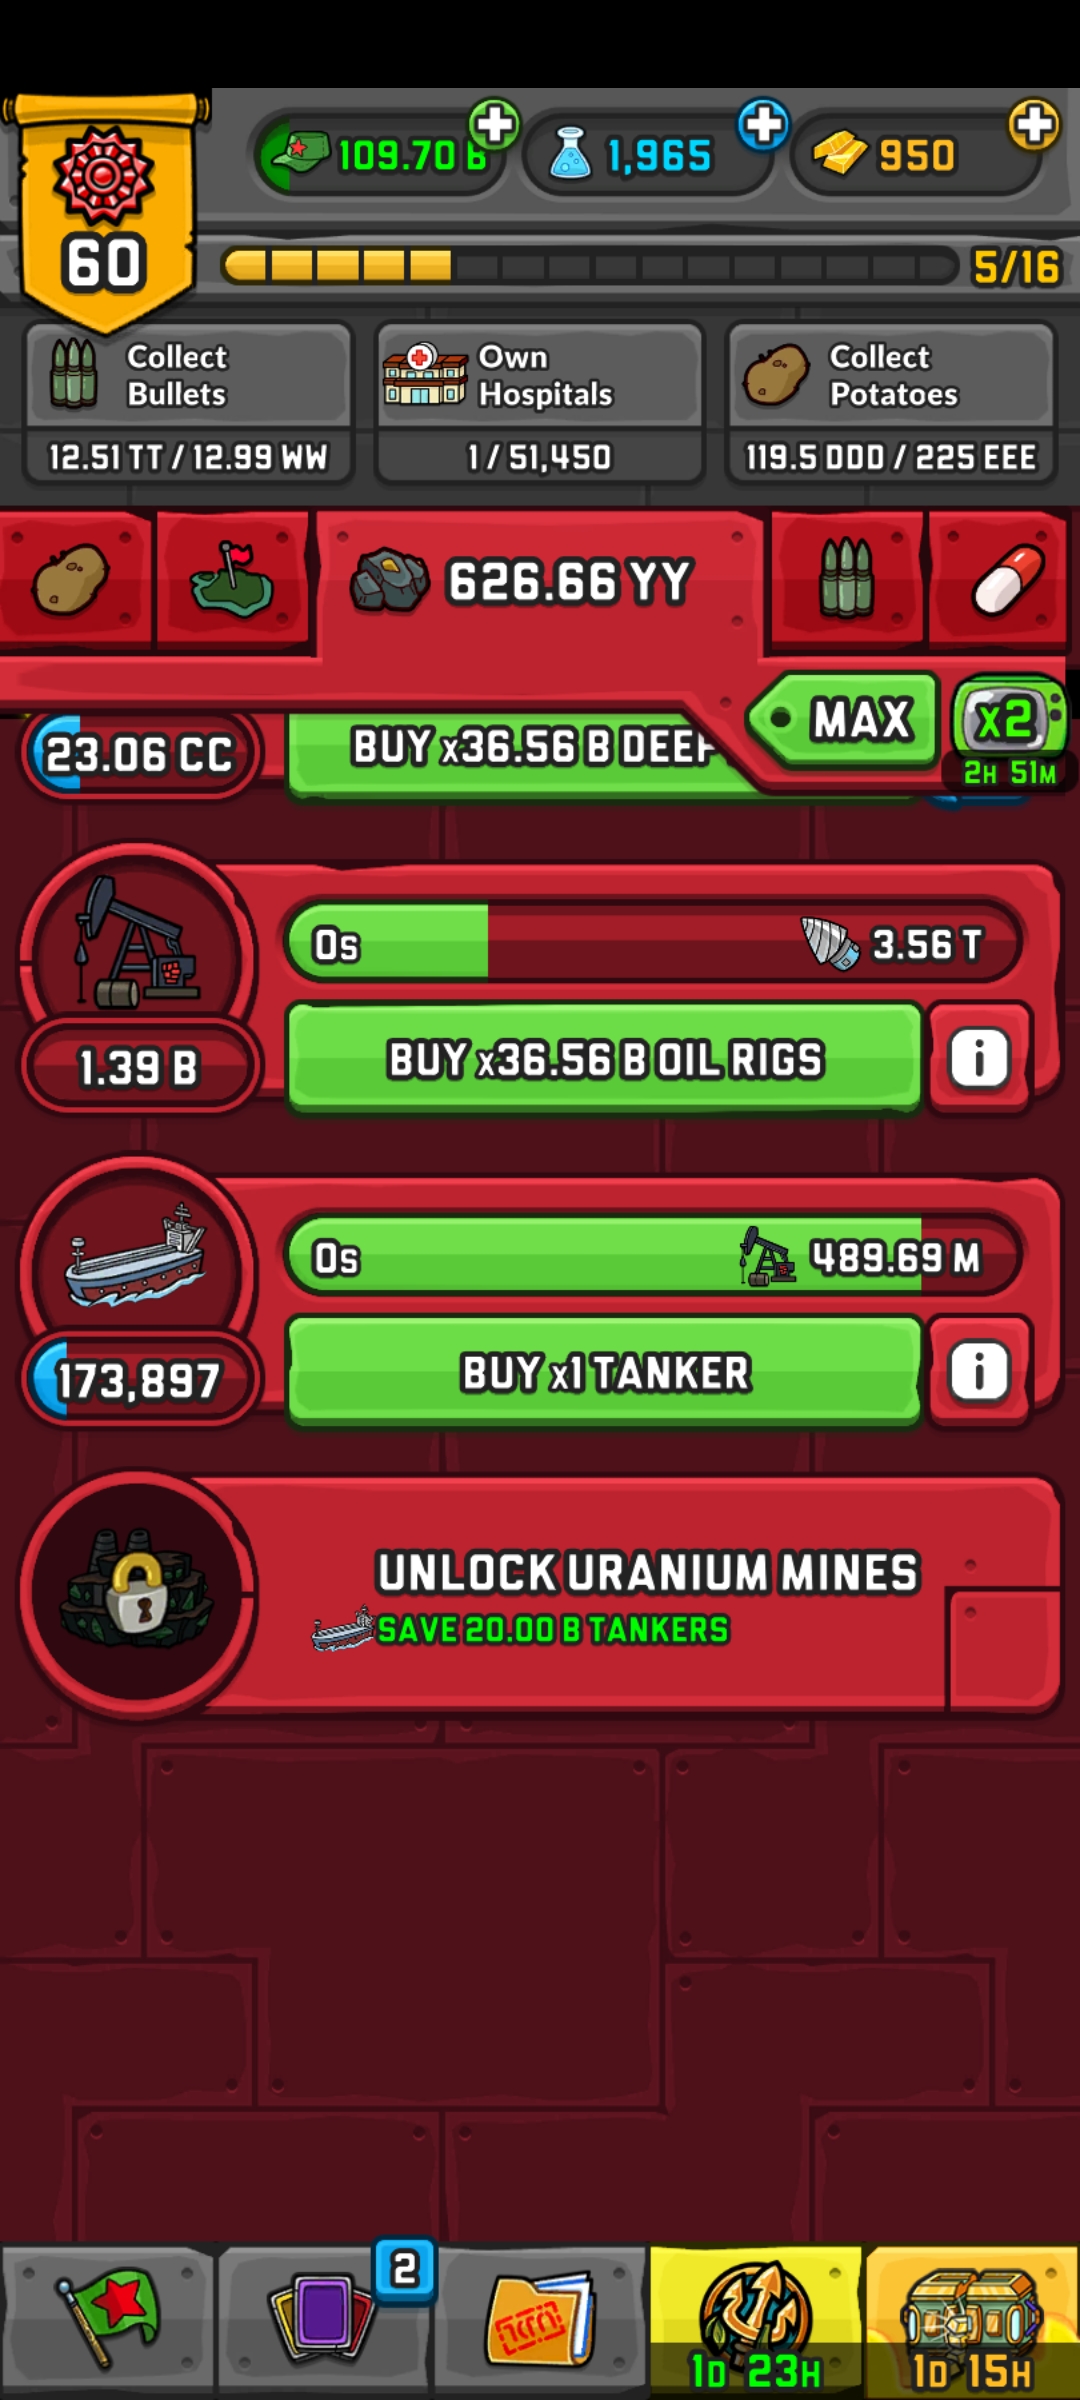 109.70 B
1,965
950
60
5/16
Collect
Bullets
Own
Hospitals
Collect
Potatoes
12.51 TT / 12.99 WW
1 / 51,450
119.5 DDD / 225 EEE
626.66 YY
MAX
x2
2H 51M
23.06 CC
BUY x36.56 B DEEP
0s
3.56 T
1.39 B
BUY x36.56 B OIL RIGS
i
0s
489.69 M
173,897
BUY x1 TANKER
i
UNLOCK URANIUM MINES
SAVE 20.00 B TANKERS
2
1D 23H
1D 15H